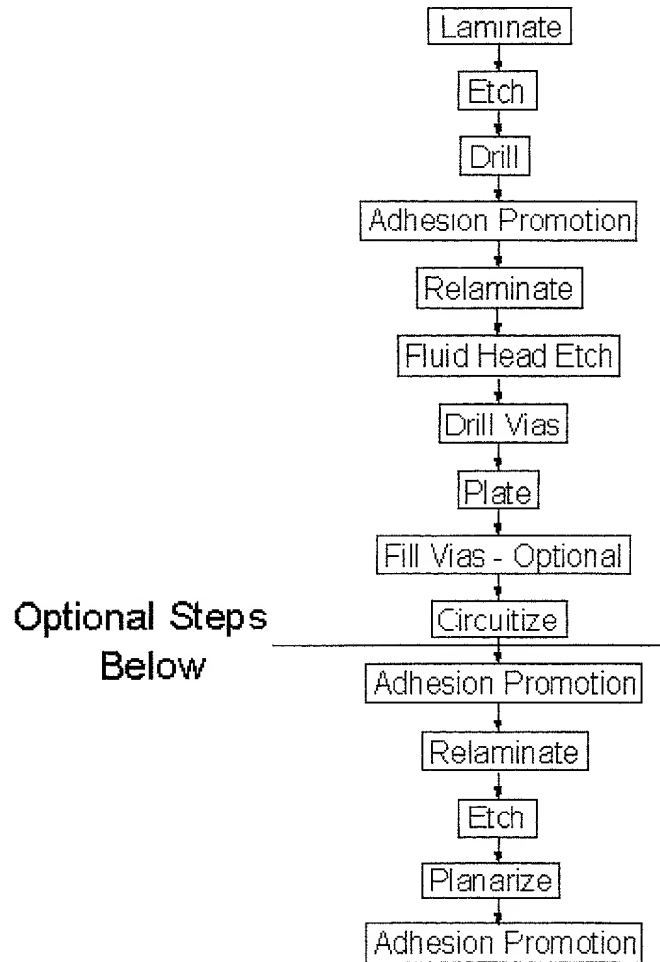 Laminate
Etch
Drill
Adhesion Promotion
Relaminate
Fluid Head Etch
Drill Vias
Plate
Fill Vias - Optional
Circuitize
Optional Steps
Below
Adhesion Promotion
Relaminate
Etch
Planarize
Adhesion Promotion